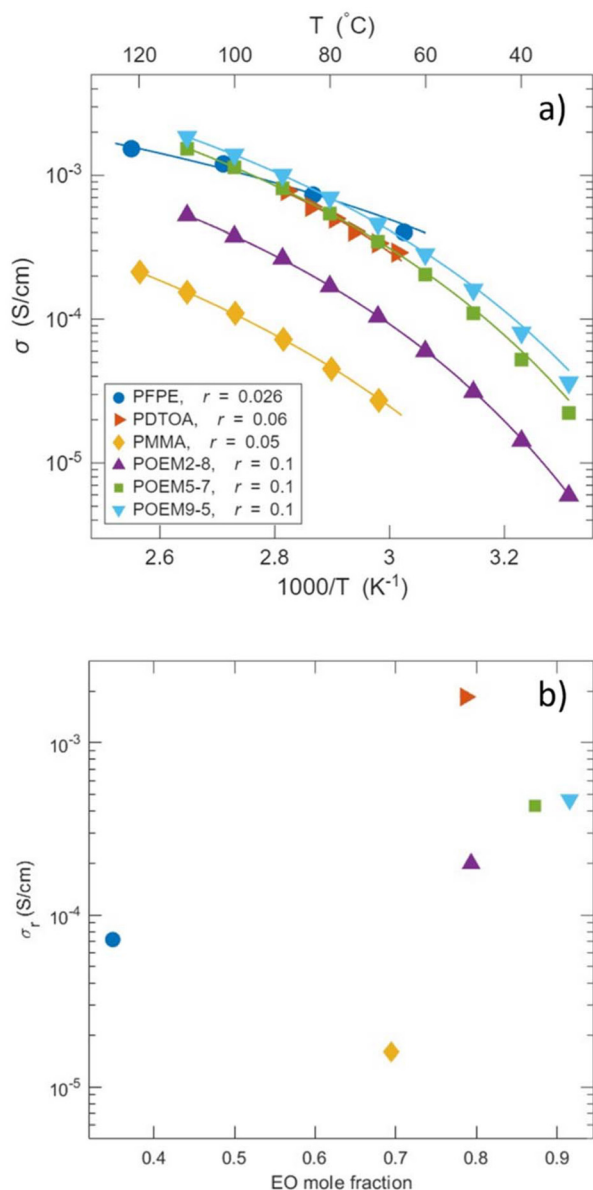 T (°C)
120 100 80 60 40
a)
10⁻³
10⁻⁴
10⁻⁵
σ (S/cm)
PFPE, r = 0.026
PDTOA, r = 0.06
PMMA, r = 0.05
POEM2-8, r = 0.1
POEM5-7, r = 0.1
POEM9-5, r = 0.1
2.6 2.8 3 3.2
1000/T (K⁻¹)
b)
10⁻³
10⁻⁴
10⁻⁵
σᵣ (S/cm)
0.4 0.5 0.6 0.7 0.8 0.9
EO mole fraction